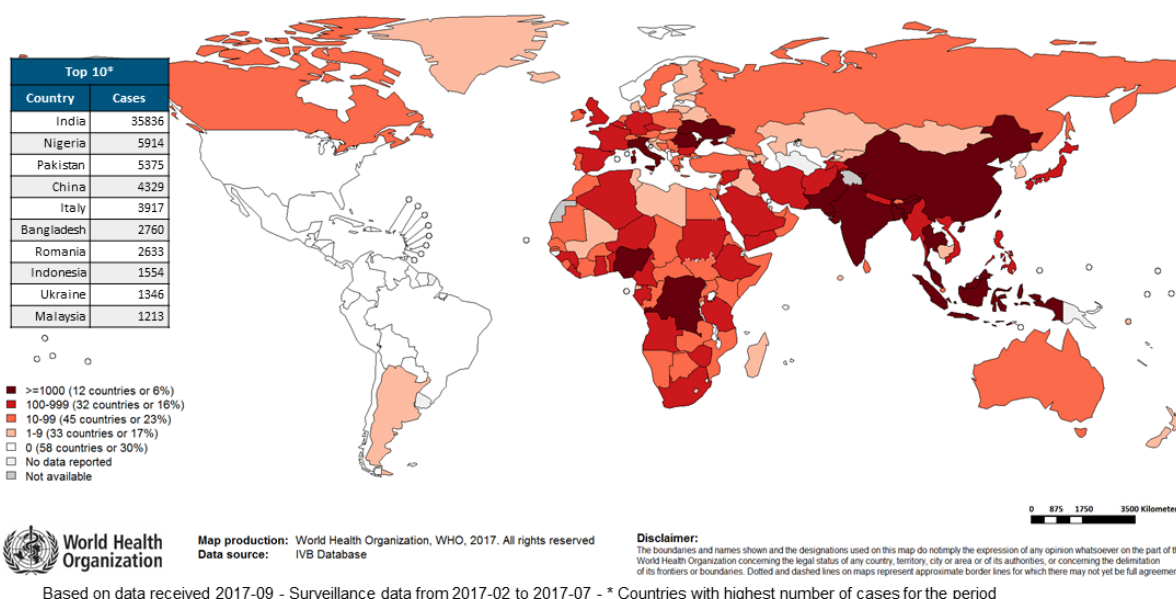 Top 10*
Country Cases
India 35836
Nigeria 5914
Pakistan 5375
China 4329
Italy 3917
Bangladesh 2760
Romania 2633
Indonesia 1554
Ukraine 1346
Malaysia 1213
>=1000 (12 countries or 6%)
100-999 (32 countries or 16%)
10-99 (45 countries or 23%)
1-9 (33 countries or 17%)
0 (58 countries or 30%)
No data reported
Not available
0 875 1750 3500 Kilometer
World Health
Organization
Map production: World Health Organization, WHO, 2017. All rights reserved
Data source: IVB Database
Disclaimer:
The boundaries and names shown and the designations used on this map do notimply the expression of any opinion whatsoever on the part of th
World Health Organization concerning the legal status of any country, territory, city or area or of its authorities, or concerning the delimitation
of its frontiers or boundaries. Dotted and dashed lines on maps represent approximate border lines for which there may not yet be full agreemen
Based on data received 2017-09 - Surveillance data from 2017-02 to 2017-07 - * Countries with highest number of cases for the period